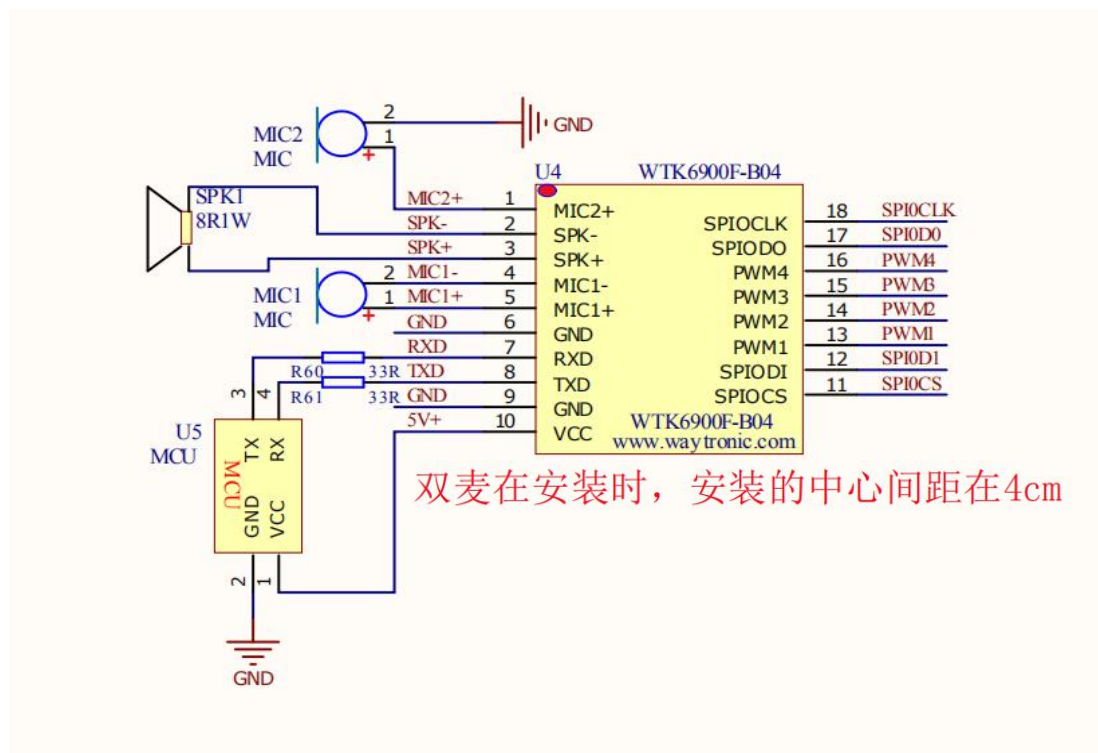 2
GND
MIC2
1
MIC
+
U4
WTK6900F-B04
SPK1
8R1W
MIC2+
1
MIC2+
SPK-
2
SPK-
SPK+
3
SPK+
2
MIC1-
4
MIC1-
MIC1
1
MIC1+
5
MIC1+
MIC
+
GND
6
GND
RXD
7
RXD
R60
33R
TXD
8
TXD
R61
33R
GND
9
GND
5V+
10
VCC
SPIOCLK
18
SPI0CLK
SPIODO
17
SPI0D0
PWM4
16
PWM4
PWM3
15
PWM3
PWM2
14
PWM2
PWM1
13
PWM1
SPIODI
12
SPI0D1
SPIOCS
11
SPI0CS
WTK6900F-B04
www.waytronic.com
3
4
U5
MCU
TX
RX
MCU
GND
VCC
2
1
GND
双麦在安装时，安装的中心间距在4cm